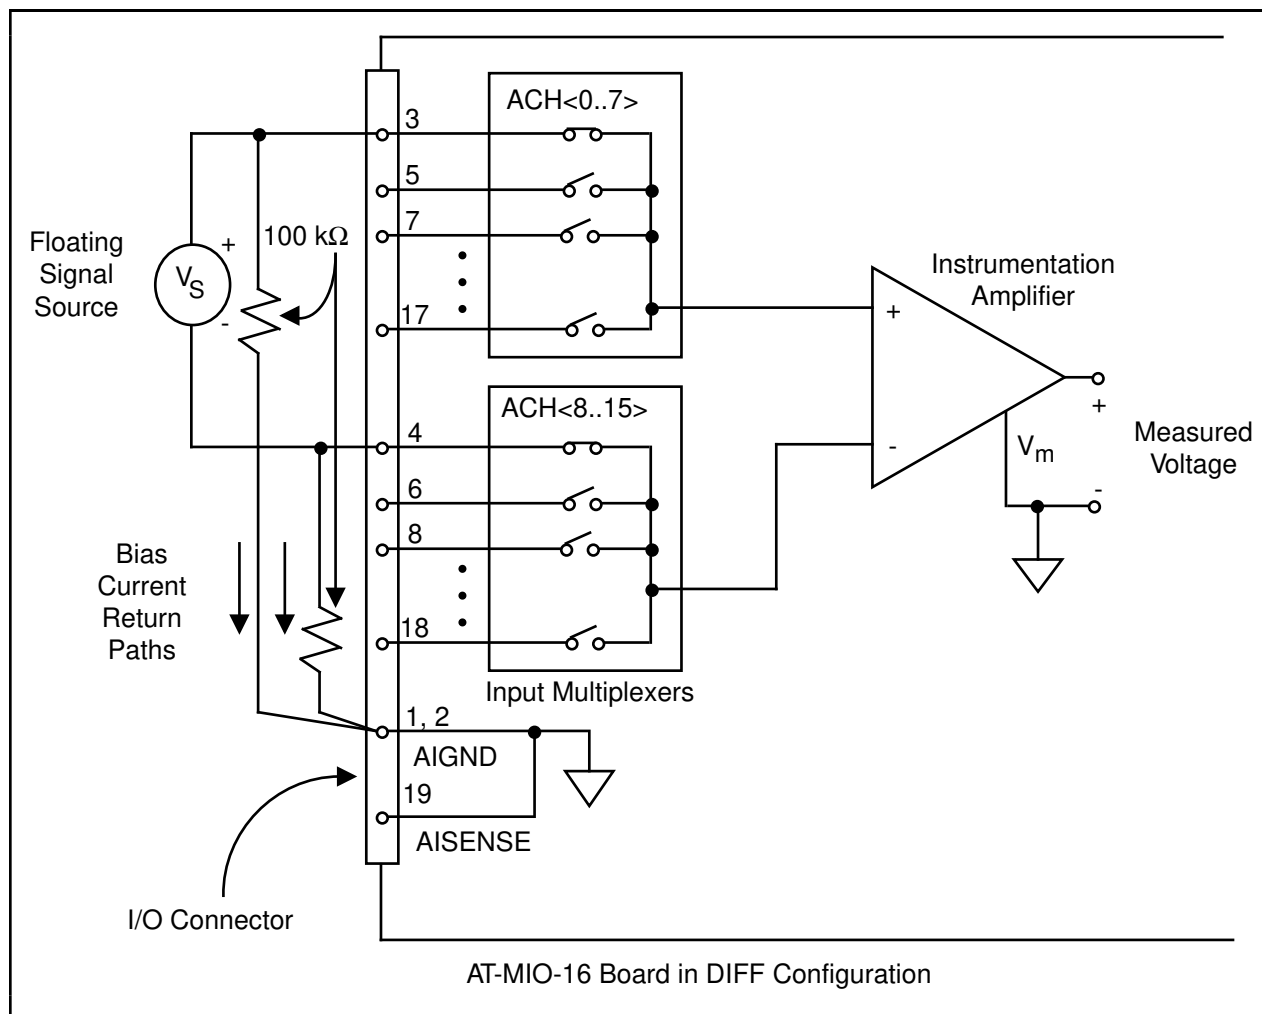 ACH<0..7>
3
5
7
17
Floating
Signal
Source
+
VS
-
100 kΩ
Instrumentation
Amplifier
+
-
Vm
+
Measured
Voltage
-
ACH<8..15>
4
6
8
18
Bias
Current
Return
Paths
Input Multiplexers
1, 2
AIGND
19
AISENSE
I/O Connector
AT-MIO-16 Board in DIFF Configuration